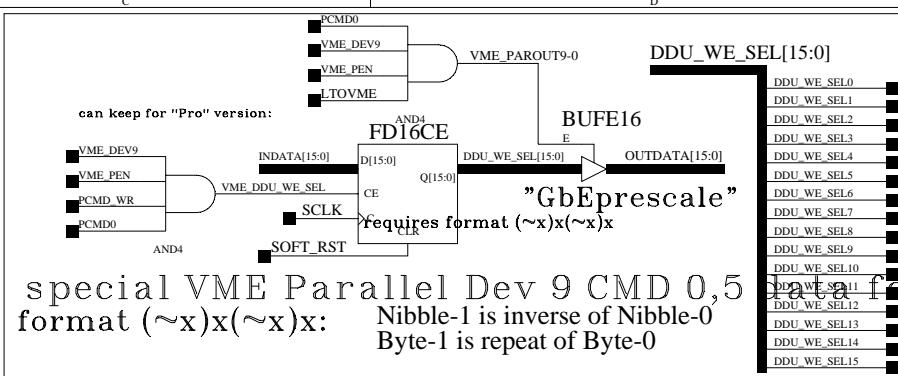 C
D
PCMD0
VME_DEV9
VME_PEN
LTOVME
VME_PAROUT9-0
AND4
DDU_WE_SEL[15:0]
can keep for "Pro" version:
VME_DEV9
VME_PEN
PCMD_WR
PCMD0
AND4
VME_DDU_WE_SEL
FD16CE
INDATA[15:0]
D[15:0]
Q[15:0]
CE
C
CLR
SCLK
SOFT_RST
DDU_WE_SEL[15:0]
BUFE16
E
OUTDATA[15:0]
"GbEprescale"
requires format (~x)x(~x)x
DDU_WE_SEL0
DDU_WE_SEL1
DDU_WE_SEL2
DDU_WE_SEL3
DDU_WE_SEL4
DDU_WE_SEL5
DDU_WE_SEL6
DDU_WE_SEL7
DDU_WE_SEL8
DDU_WE_SEL9
DDU_WE_SEL10
DDU_WE_SEL11
DDU_WE_SEL12
DDU_WE_SEL13
DDU_WE_SEL14
DDU_WE_SEL15
special VME Parallel Dev 9 CMD 0,5 data fo
format (~x)x(~x)x:
Nibble-1 is inverse of Nibble-0
Byte-1 is repeat of Byte-0